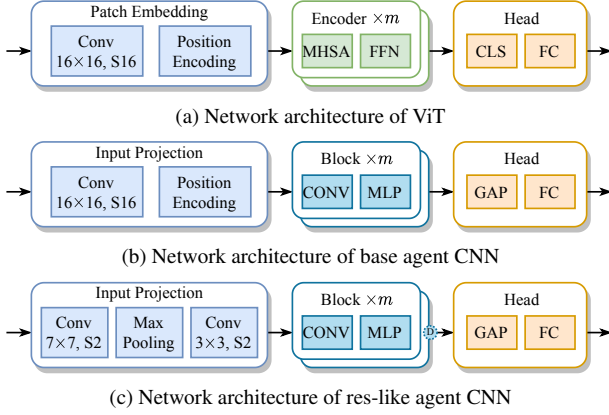 Patch Embedding
Conv
16×16, S16
Position
Encoding
Encoder ×m
MHSA
FFN
Head
CLS
FC
(a) Network architecture of ViT
Input Projection
Conv
16×16, S16
Position
Encoding
Block ×m
CONV
MLP
Head
GAP
FC
(b) Network architecture of base agent CNN
Input Projection
Conv
7×7, S2
Max
Pooling
Conv
3×3, S2
Block ×m
CONV
MLP
D
Head
GAP
FC
(c) Network architecture of res-like agent CNN